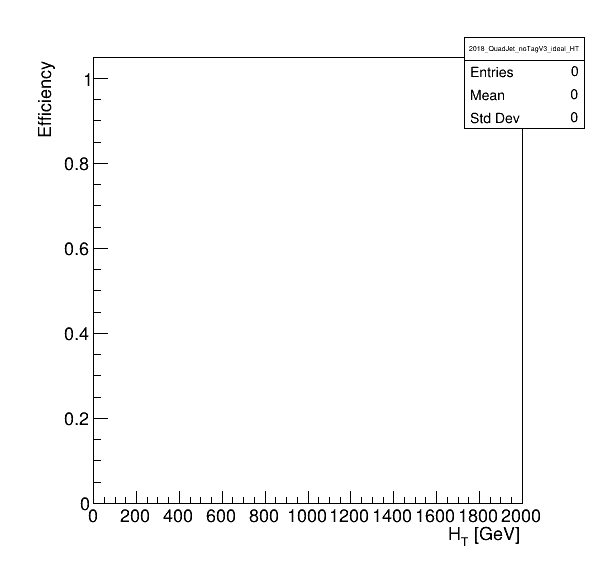 2018_QuadJet_noTagV3_ideal_HT
Entries 0
Mean 0
Std Dev 0
Efficiency
1
0.8
0.6
0.4
0.2
0
0 200 400 600 800 1000 1200 1400 1600 1800 2000
H_T [GeV]